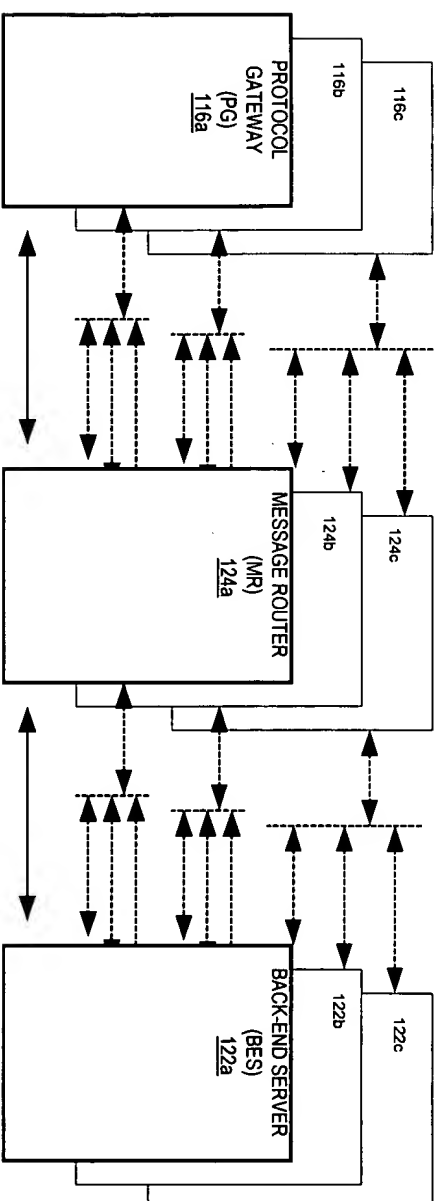 116c
116b
PROTOCOL
GATEWAY
(PG)
116a
124c
124b
MESSAGE ROUTER
(MR)
124a
122c
122b
BACK-END SERVER
(BES)
122a